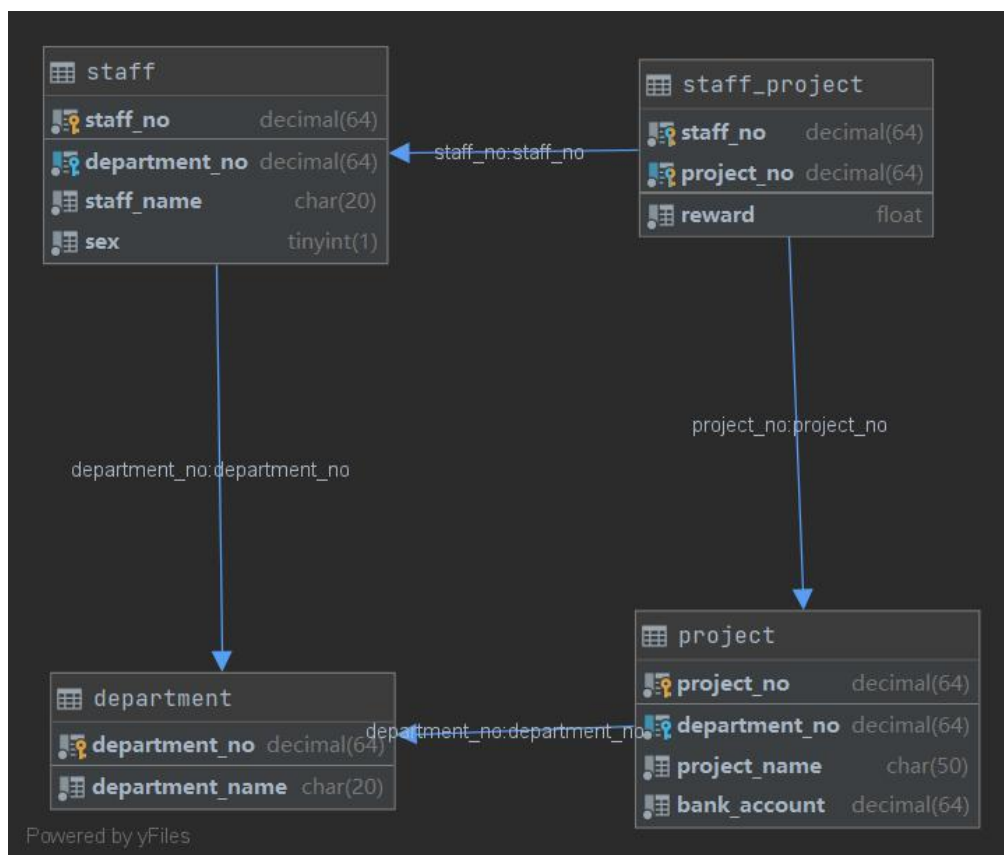 staff
staff_no decimal(64)
department_no decimal(64)
staff_name char(20)
sex tinyint(1)
staff_project
staff_no decimal(64)
project_no decimal(64)
reward float
staff_no:staff_no
project_no:project_no
department_no:department_no
department
department_no decimal(64)
department_name char(20)
department_no:department_no
project
project_no decimal(64)
department_no decimal(64)
project_name char(50)
bank_account decimal(64)
Powered by yFiles